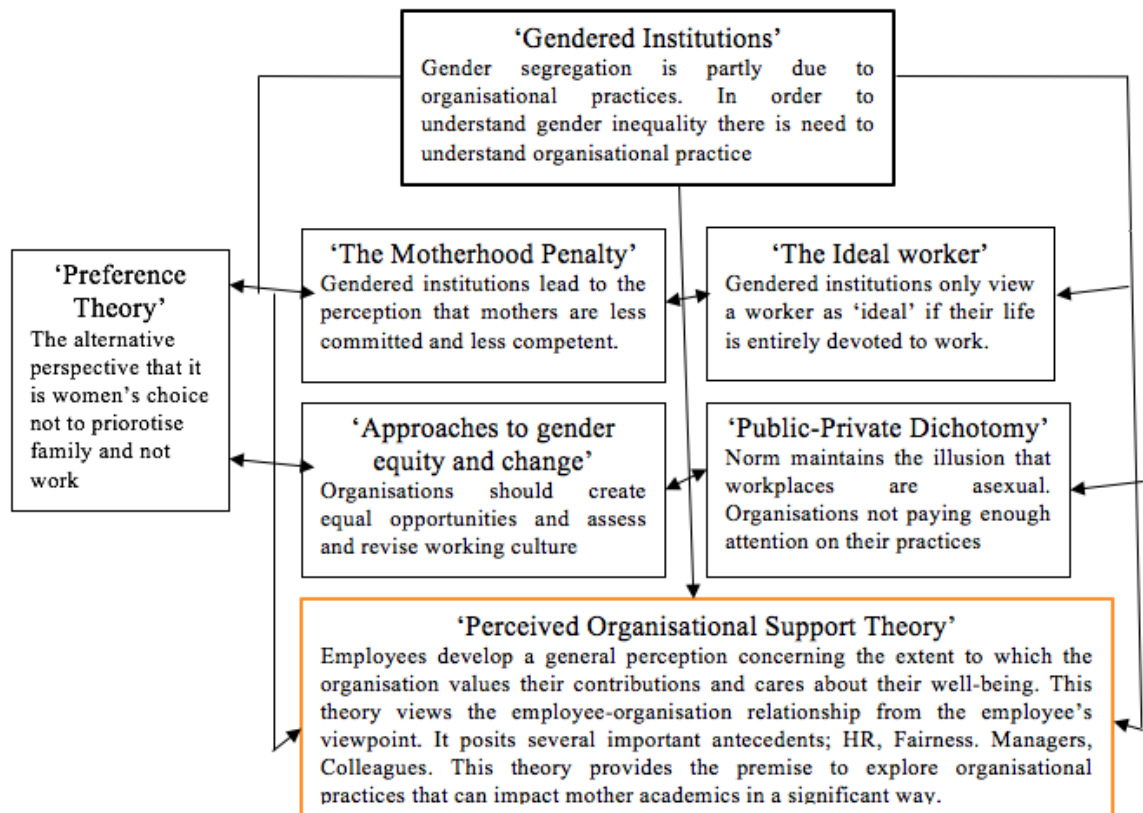 ‘Gendered Institutions’
Gender segregation is partly due to
organisational practices. In order to
understand gender inequality there is need to
understand organisational practice
‘Preference
Theory’
The alternative
perspective that it
is women’s choice
not to priorotise
family and not
work
‘The Motherhood Penalty’
Gendered institutions lead to the
perception that mothers are less
committed and less competent.
‘The Ideal worker’
Gendered institutions only view
a worker as ‘ideal’ if their life
is entirely devoted to work.
‘Approaches to gender
equity and change’
Organisations should create
equal opportunities and assess
and revise working culture
‘Public-Private Dichotomy’
Norm maintains the illusion that
workplaces are asexual.
Organisations not paying enough
attention on their practices
‘Perceived Organisational Support Theory’
Employees develop a general perception concerning the extent to which the
organisation values their contributions and cares about their well-being. This
theory views the employee-organisation relationship from the employee’s
viewpoint. It posits several important antecedents; HR, Fairness. Managers,
Colleagues. This theory provides the premise to explore organisational
practices that can impact mother academics in a significant way.